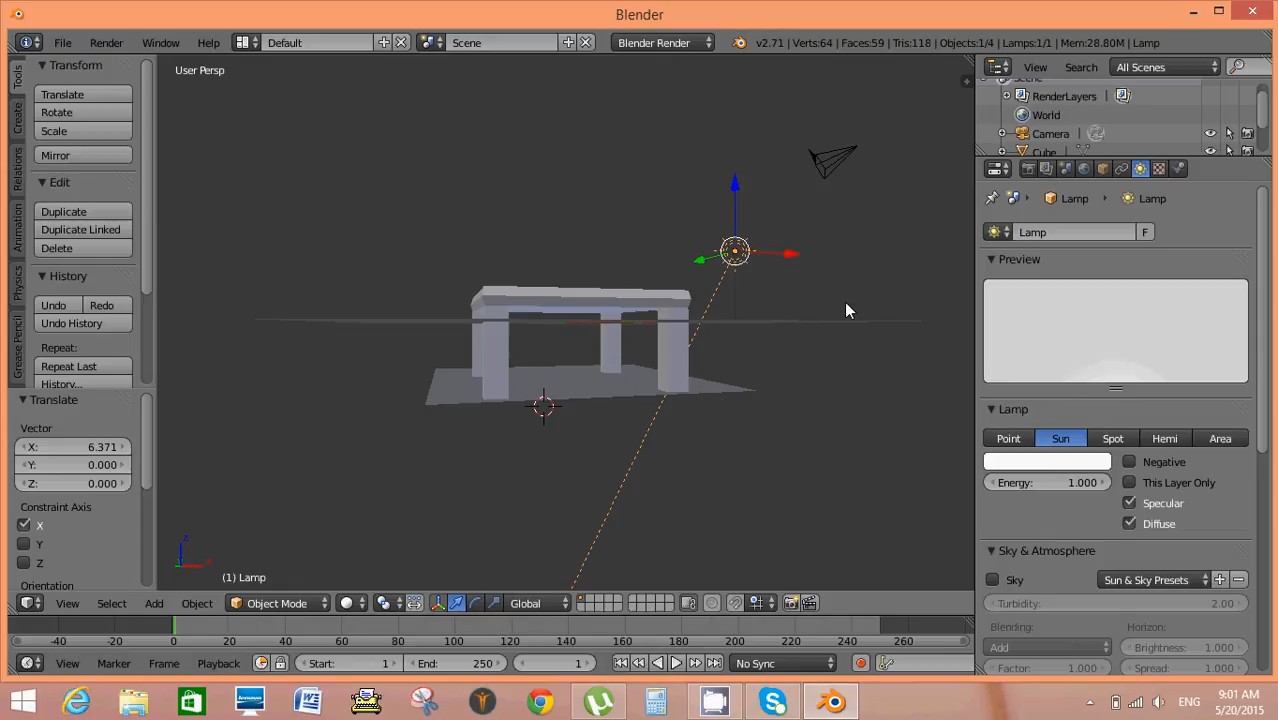 Blender
File Render Window Help Default Scene Blender Render v2.71 | Verts:64 | Faces:59 | Tris:118 | Objects:1/4 | Lamps:1/1 | Mem:28.80M | Lamp
Tools
Create
Relations
Animation
Physics
Grease Pencil
Transform
Translate
Rotate
Scale
Mirror
Edit
Duplicate
Duplicate Linked
Delete
History
Undo Redo
Undo History
Repeat:
Repeat Last
History...
Translate
Vector
X: 6.371
Y: 0.000
Z: 0.000
Constraint Axis
X
Y
Z
Orientation
User Persp
(1) Lamp
View Select Add Object Object Mode Global
-40 -20 0 20 40 60 80 100 120 140 160 180 200 220 240 260
View Marker Frame Playback Start: 1 End: 250 1 No Sync
View Search All Scenes
RenderLayers
World
Camera
Cube
Lamp Lamp
Lamp F
Preview
Lamp
Point Sun Spot Hemi Area
Negative
Energy: 1.000 This Layer Only
Specular
Diffuse
Sky & Atmosphere
Sky Sun & Sky Presets
Turbidity: 2.00
Blending: Horizon:
Add Brightness: 1.000
Factor: 1.000 Spread: 1.000
ENG
9:01 AM
5/20/2015